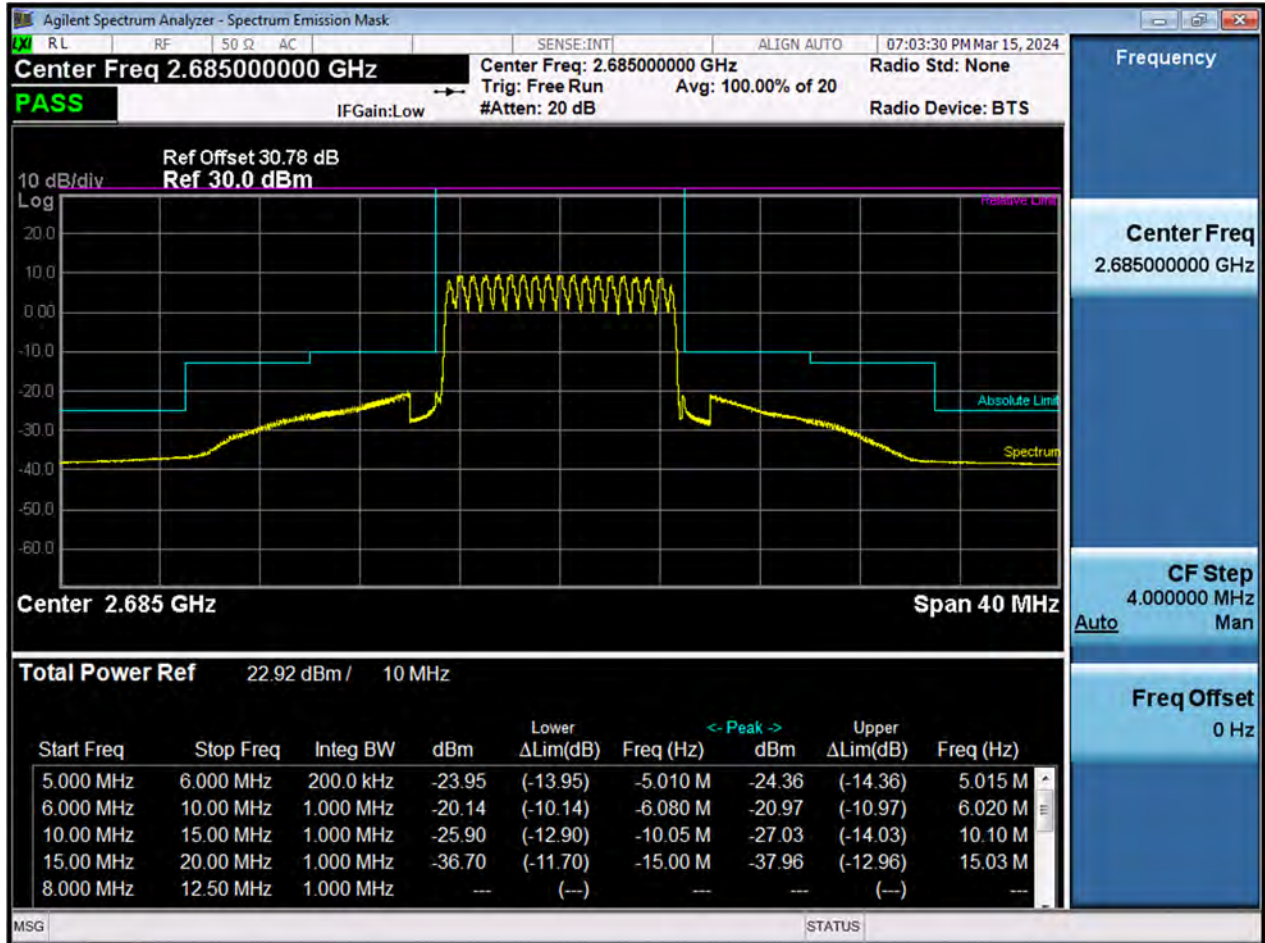 Agilent Spectrum Analyzer - Spectrum Emission Mask
LXI RL RF 50 Ω AC SENSE:INT ALIGN AUTO 07:03:30 PM Mar 15, 2024
Center Freq 2.685000000 GHz
Center Freq: 2.685000000 GHz
Radio Std: None
Trig: Free Run
Avg: 100.00% of 20
PASS
IFGain:Low
#Atten: 20 dB
Radio Device: BTS
Ref Offset 30.78 dB
10 dB/div Ref 30.0 dBm
Log
Relative Limit
20.0
10.0
0.00
-10.0
-20.0
Absolute Limit
-30.0
Spectrum
-40.0
-50.0
-60.0
Center 2.685 GHz
Span 40 MHz
Total Power Ref 22.92 dBm / 10 MHz
Lower <- Peak -> Upper
Start Freq Stop Freq Integ BW dBm ΔLim(dB) Freq (Hz) dBm ΔLim(dB) Freq (Hz)
5.000 MHz 6.000 MHz 200.0 kHz -23.95 (-13.95) -5.010 M -24.36 (-14.36) 5.015 M
6.000 MHz 10.00 MHz 1.000 MHz -20.14 (-10.14) -6.080 M -20.97 (-10.97) 6.020 M
10.00 MHz 15.00 MHz 1.000 MHz -25.90 (-12.90) -10.05 M -27.03 (-14.03) 10.10 M
15.00 MHz 20.00 MHz 1.000 MHz -36.70 (-11.70) -15.00 M -37.96 (-12.96) 15.03 M
8.000 MHz 12.50 MHz 1.000 MHz --- (---) --- --- (---) ---
MSG STATUS
Frequency
Center Freq
2.685000000 GHz
CF Step
4.000000 MHz
Auto Man
Freq Offset
0 Hz